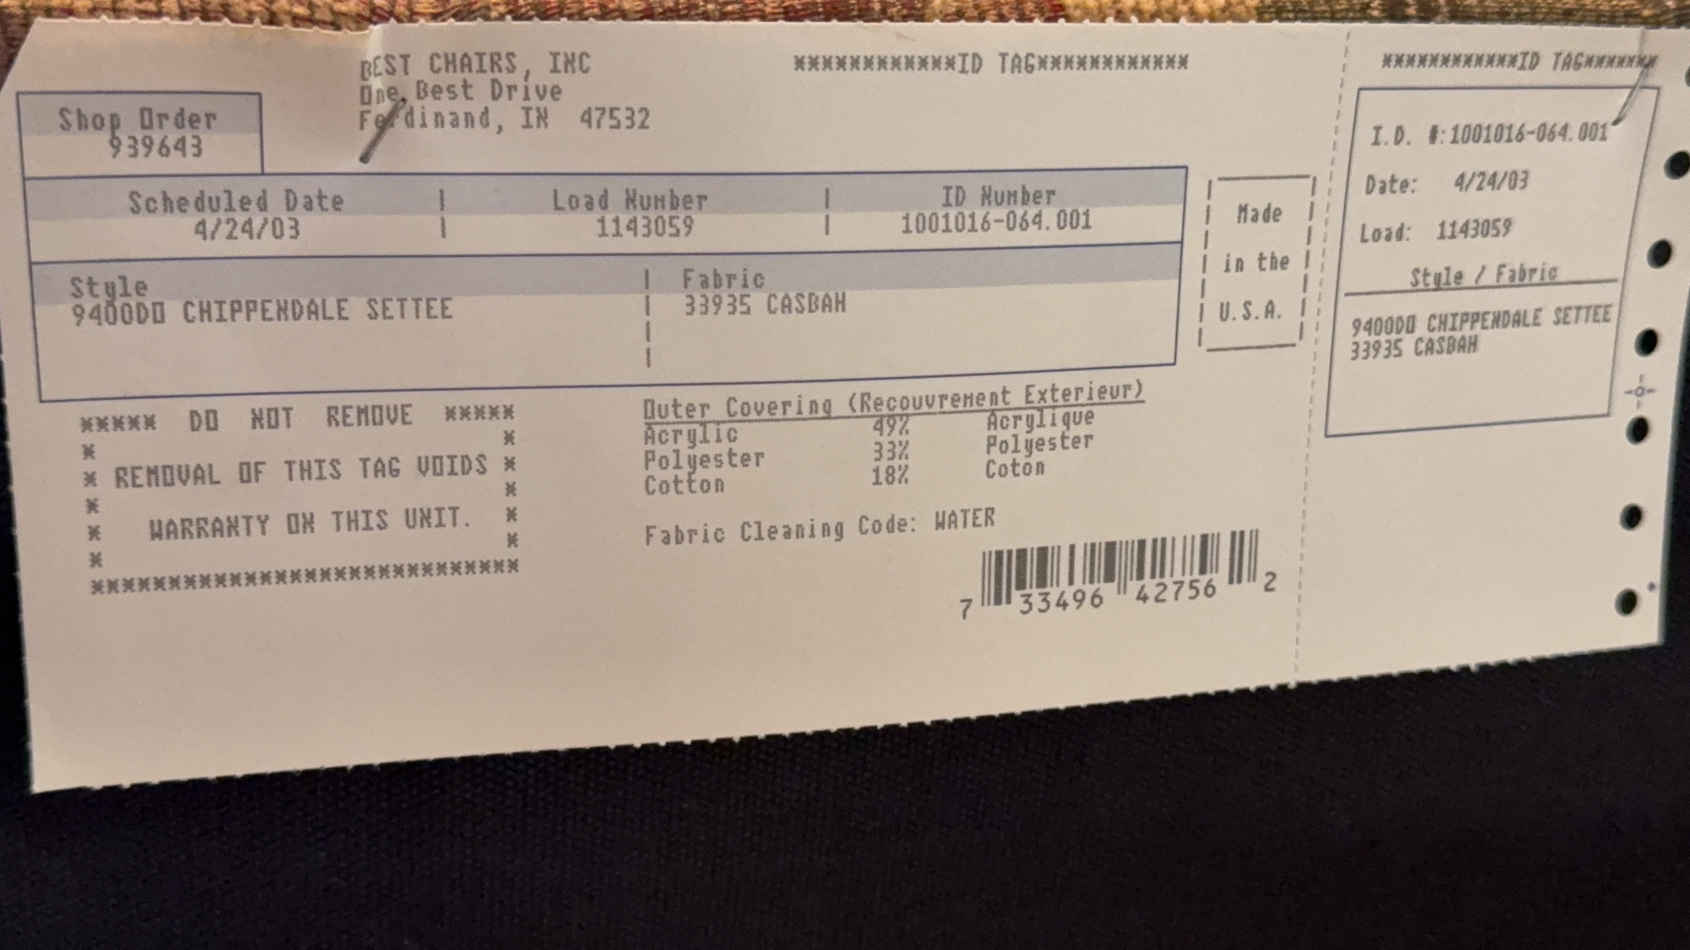 BEST CHAIRS, INC
One Best Drive
Ferdinand, IN 47532
************ID TAG************
Shop Order
939643
Scheduled Date | Load Number | ID Number
4/24/03 | 1143059 | 1001016-064.001
Style | Fabric
9400DO CHIPPENDALE SETTEE | 33935 CASBAH
Made
in the
U.S.A.
***** DO NOT REMOVE *****
* REMOVAL OF THIS TAG VOIDS *
* WARRANTY ON THIS UNIT. *
****************************
Outer Covering (Recouvrement Exterieur)
Acrylic 49% Acrylique
Polyester 33% Polyester
Cotton 18% Coton
Fabric Cleaning Code: WATER
7 33496 42756 2
************ID TAG*******
I.D. #:1001016-064.001
Date: 4/24/03
Load: 1143059
Style / Fabric
9400DO CHIPPENDALE SETTEE
33935 CASBAH